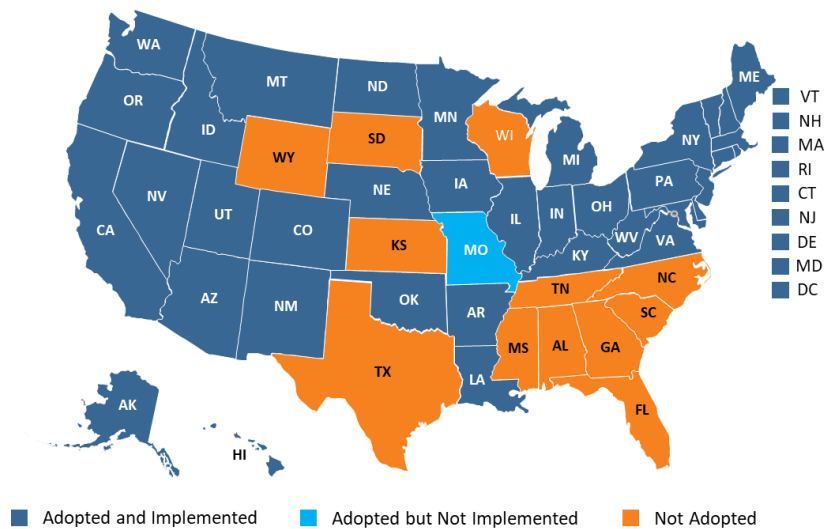 WA
MT
ND
MN
ME
OR
ID
WY
SD
WI
MI
NY
VT
NH
MA
RI
CT
NJ
DE
MD
DC
NV
UT
NE
IA
IL
IN
OH
PA
CA
CO
KS
MO
KY
WV
VA
AZ
NM
OK
AR
TN
NC
SC
TX
LA
MS
AL
GA
FL
AK
HI
Adopted and Implemented
Adopted but Not Implemented
Not Adopted